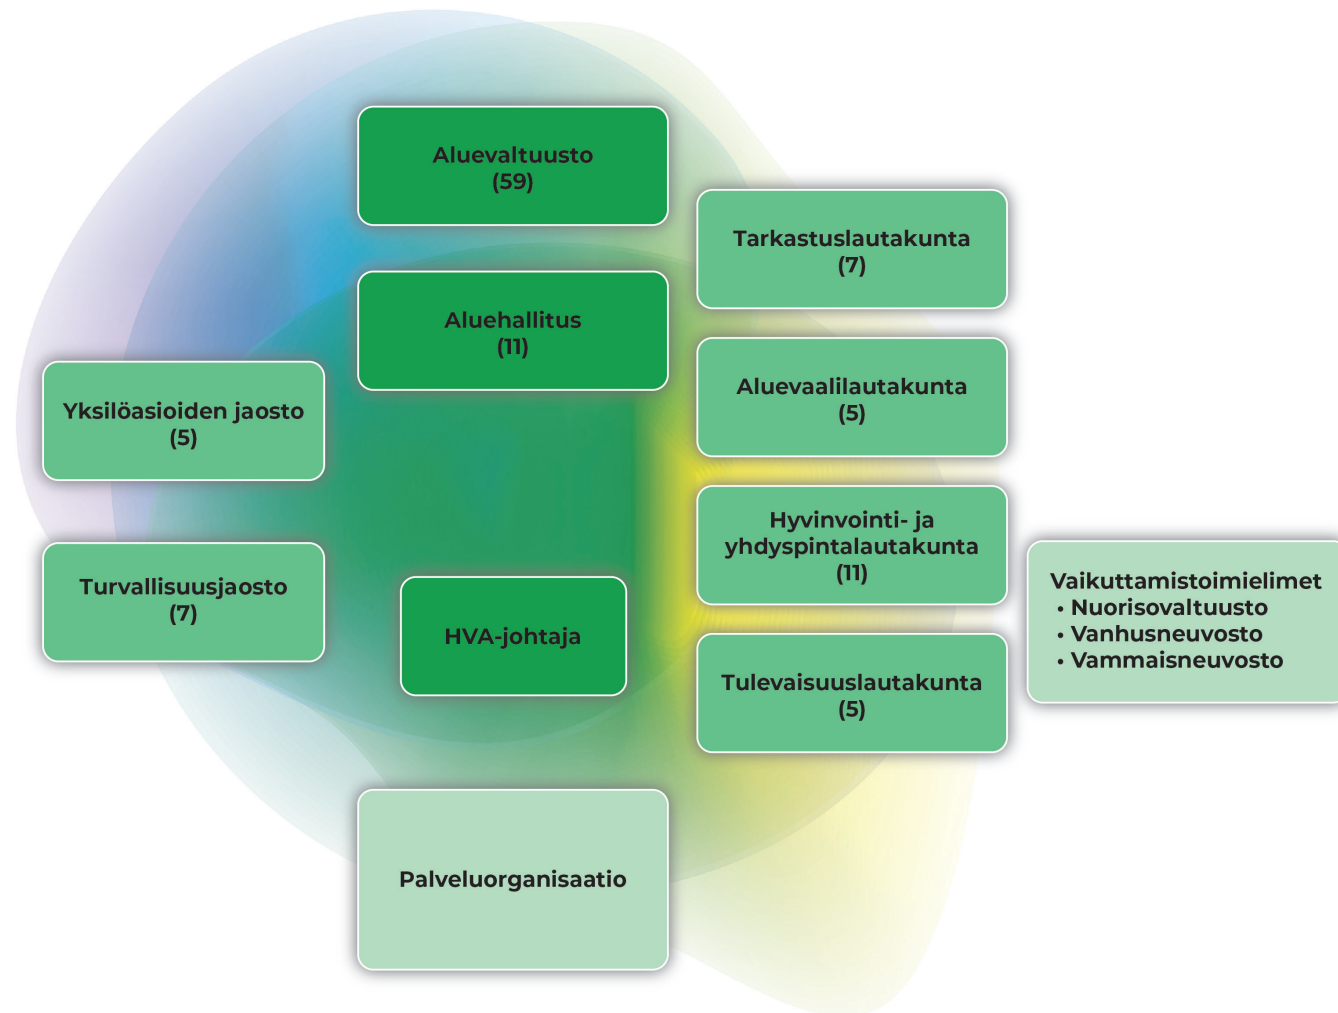 Aluevaltuusto
(59)
Aluehallitus
(11)
Tarkastuslautakunta
(7)
Aluevaalilautakunta
(5)
Yksilöasioiden jaosto
(5)
Hyvinvointi- ja
yhdyspintalautakunta
(11)
Turvallisuusjaosto
(7)
HVA-johtaja
Tulevaisuuslautakunta
(5)
Vaikuttamistoimielimet
• Nuorisovaltuusto
• Vanhusneuvosto
• Vammaisneuvosto
Palveluorganisaatio